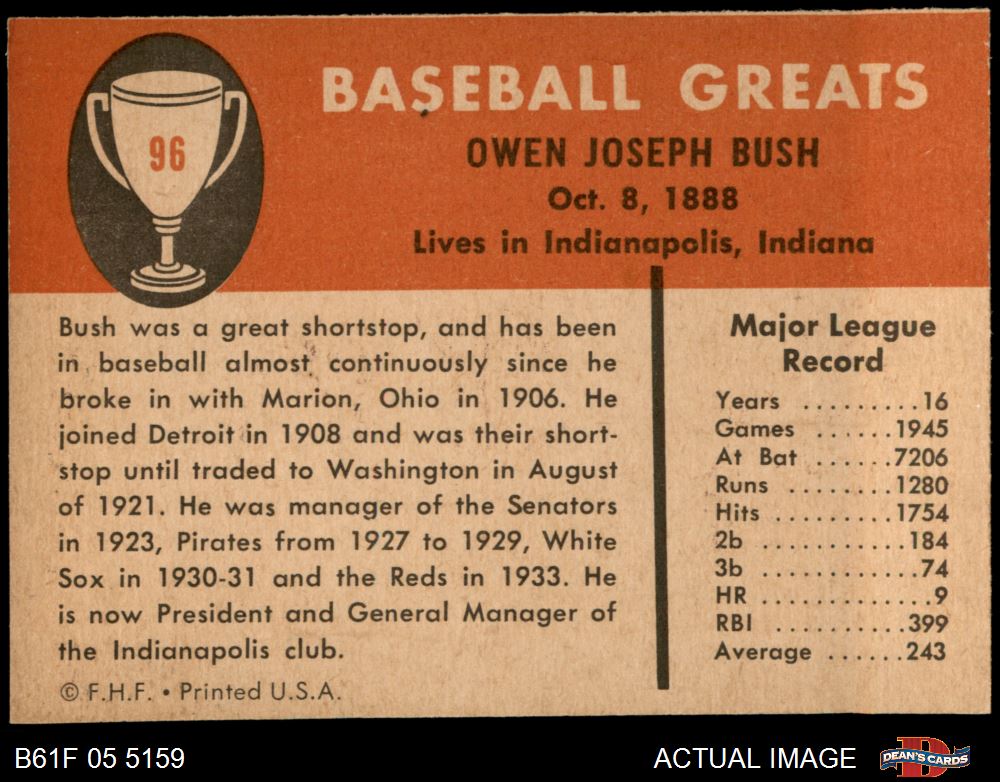 96
BASEBALL GREATS
OWEN JOSEPH BUSH
Oct. 8, 1888
Lives in Indianapolis, Indiana
Bush was a great shortstop, and has been
in baseball almost continuously since he
broke in with Marion, Ohio in 1906. He
joined Detroit in 1908 and was their short-
stop until traded to Washington in August
of 1921. He was manager of the Senators
in 1923, Pirates from 1927 to 1929, White
Sox in 1930-31 and the Reds in 1933. He
is now President and General Manager of
the Indianapolis club.
© F.H.F. • Printed U.S.A.
Major League
Record
Years .........16
Games ......1945
At Bat ......7206
Runs ........1280
Hits .........1754
2b ...........184
3b ............74
HR ............9
RBI ..........399
Average ......243
B61F 05 5159
ACTUAL IMAGE
D
DEAN'S CARDS